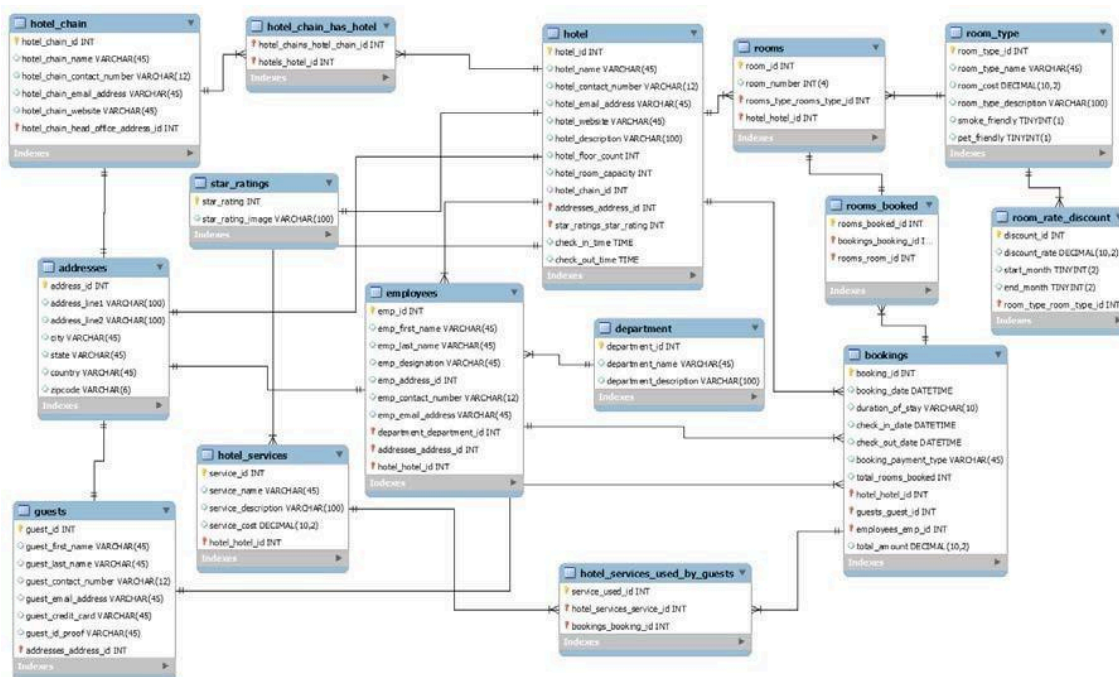 hotel_chain
hotel_chain_id INT
hotel_chain_name VARCHAR(45)
hotel_chain_contact_number VARCHAR(12)
hotel_chain_email_address VARCHAR(45)
hotel_chain_website VARCHAR(45)
hotel_chain_head_office_address_id INT
Indexes
hotel_chain_has_hotel
hotel_chains_hotel_chain_id INT
hotels_hotel_id INT
Indexes
hotel
hotel_id INT
hotel_name VARCHAR(45)
hotel_contact_number VARCHAR(12)
hotel_email_address VARCHAR(45)
hotel_website VARCHAR(45)
hotel_description VARCHAR(100)
hotel_floor_count INT
hotel_room_capacity INT
hotel_chain_id INT
addresses_address_id INT
star_ratings_star_rating INT
check_in_time TIME
check_out_time TIME
Indexes
rooms
room_id INT
room_number INT(4)
rooms_type_rooms_type_id INT
hotel_hotel_id INT
Indexes
room_type
room_type_id INT
room_type_name VARCHAR(45)
room_cost DECIMAL(10,2)
room_type_description VARCHAR(100)
smoke_friendly TINYINT(1)
pet_friendly TINYINT(1)
Indexes
star_ratings
star_rating INT
star_rating_image VARCHAR(100)
Indexes
rooms_booked
rooms_booked_id INT
bookings_booking_id I...
rooms_room_id INT
Indexes
room_rate_discount
discount_id INT
discount_rate DECIMAL(10,2)
start_month TINYINT(2)
end_month TINYINT(2)
room_type_room_type_id INT
Indexes
addresses
address_id INT
address_line1 VARCHAR(100)
address_line2 VARCHAR(100)
city VARCHAR(45)
state VARCHAR(45)
country VARCHAR(45)
zipcode VARCHAR(6)
Indexes
employees
emp_id INT
emp_first_name VARCHAR(45)
emp_last_name VARCHAR(45)
emp_designation VARCHAR(45)
emp_address_id INT
emp_contact_number VARCHAR(12)
emp_email_address VARCHAR(45)
department_department_id INT
addresses_address_id INT
hotel_hotel_id INT
Indexes
department
department_id INT
department_name VARCHAR(45)
department_description VARCHAR(100)
Indexes
bookings
booking_id INT
booking_date DATETIME
duration_of_stay VARCHAR(10)
check_in_date DATETIME
check_out_date DATETIME
booking_payment_type VARCHAR(45)
total_rooms_booked INT
hotel_hotel_id INT
guests_guest_id INT
employees_emp_id INT
total_amount DECIMAL(10,2)
Indexes
hotel_services
service_id INT
service_name VARCHAR(45)
service_description VARCHAR(100)
service_cost DECIMAL(10,2)
hotel_hotel_id INT
Indexes
guests
guest_id INT
guest_first_name VARCHAR(45)
guest_last_name VARCHAR(45)
guest_contact_number VARCHAR(12)
guest_email_address VARCHAR(45)
guest_credit_card VARCHAR(45)
guest_id_proof VARCHAR(45)
addresses_address_id INT
Indexes
hotel_services_used_by_guests
service_used_id INT
hotel_services_service_id INT
bookings_booking_id INT
Indexes